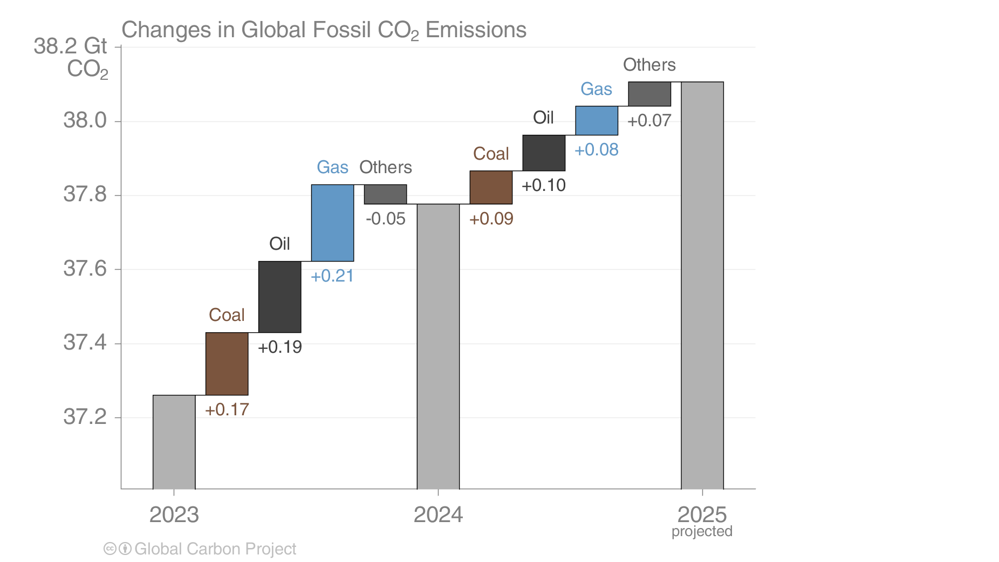 Changes in Global Fossil CO₂ Emissions
38.2 Gt
CO₂
38.0
37.8
37.6
37.4
37.2
Coal
+0.17
Oil
+0.19
Gas
+0.21
Others
-0.05
Coal
+0.09
Oil
+0.10
Gas
+0.08
Others
+0.07
2023
2024
2025
projected
cc Global Carbon Project